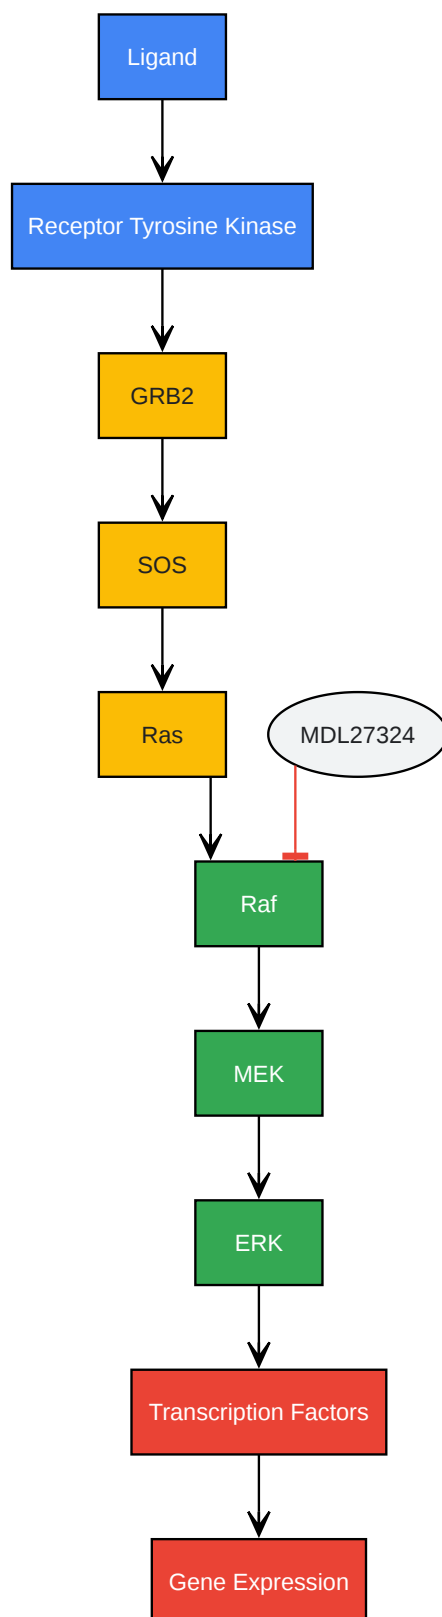 Ligand
Receptor Tyrosine Kinase
GRB2
SOS
Ras
MDL27324
Raf
MEK
ERK
Transcription Factors
Gene Expression